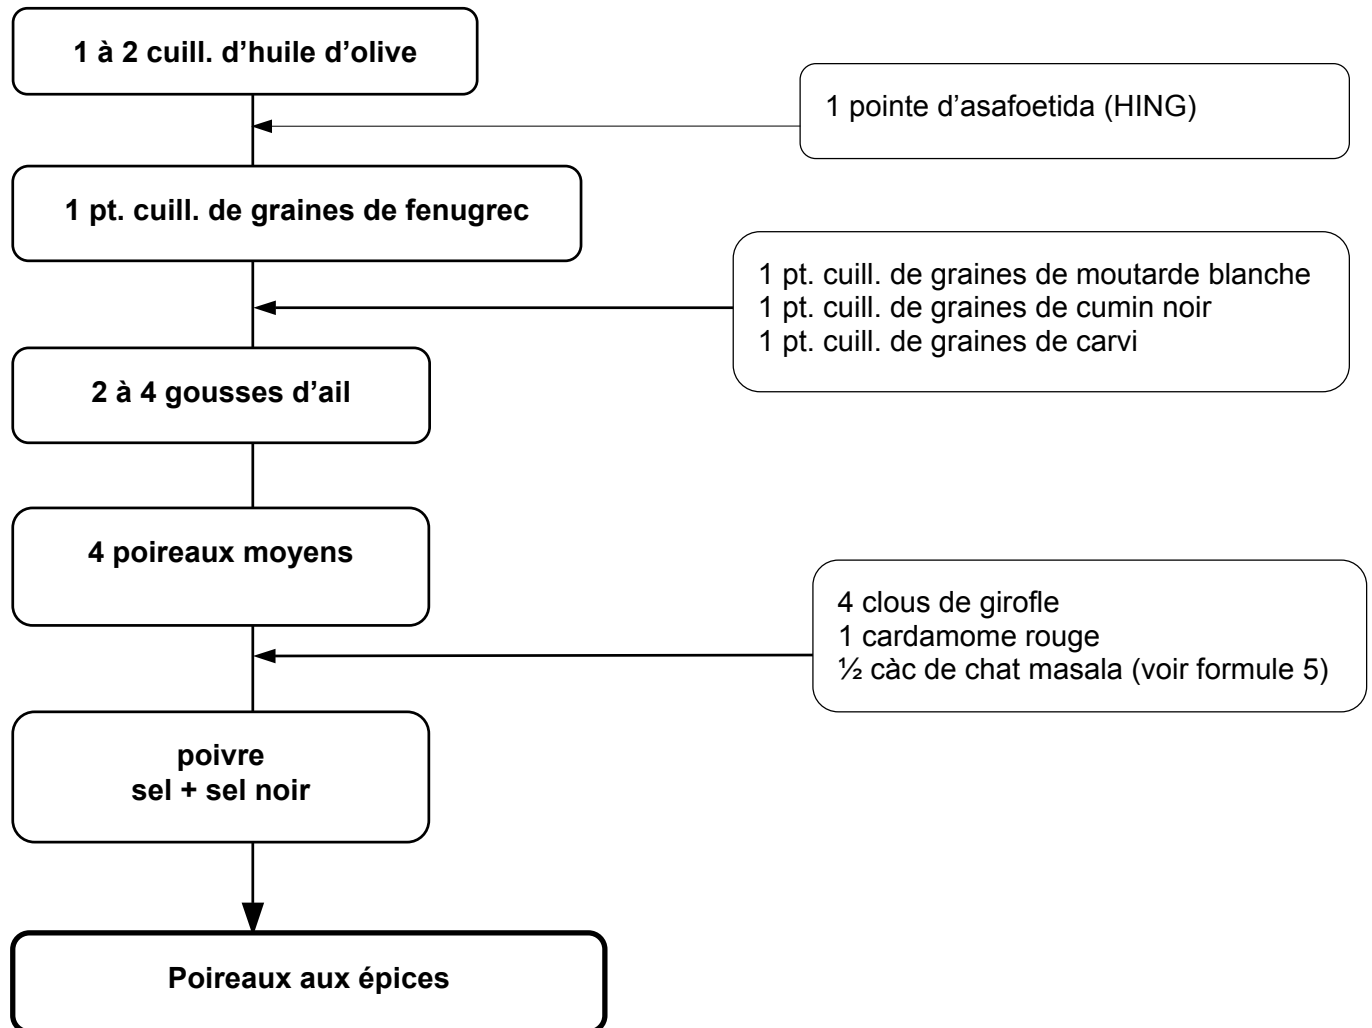 1 à 2 cuill. d’huile d’olive
1 pointe d’asafoetida (HING)
1 pt. cuill. de graines de fenugrec
1 pt. cuill. de graines de moutarde blanche
1 pt. cuill. de graines de cumin noir
1 pt. cuill. de graines de carvi
2 à 4 gousses d’ail
4 poireaux moyens
4 clous de girofle
1 cardamome rouge
½ càc de chat masala (voir formule 5)
poivre
sel + sel noir
Poireaux aux épices